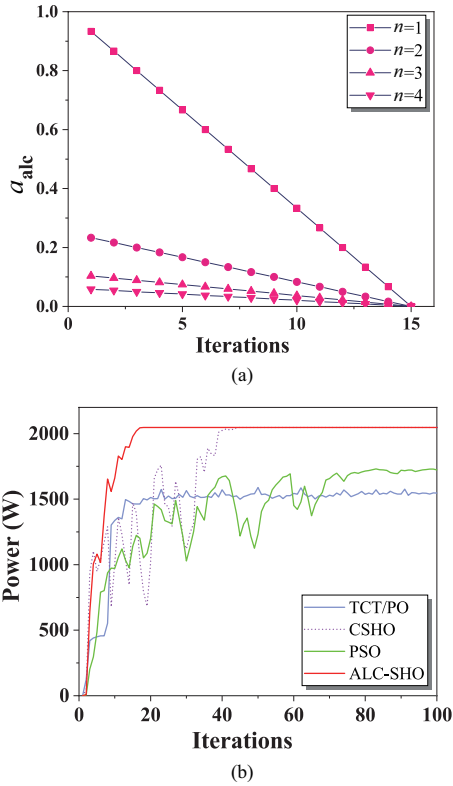 1.0
0.8
0.6
0.4
0.2
0.0
a_alc
n=1
n=2
n=3
n=4
0 5 10 15
Iterations
(a)
2000
1500
1000
500
0
Power (W)
TCT/PO
CSHO
PSO
ALC-SHO
0 20 40 60 80 100
Iterations
(b)